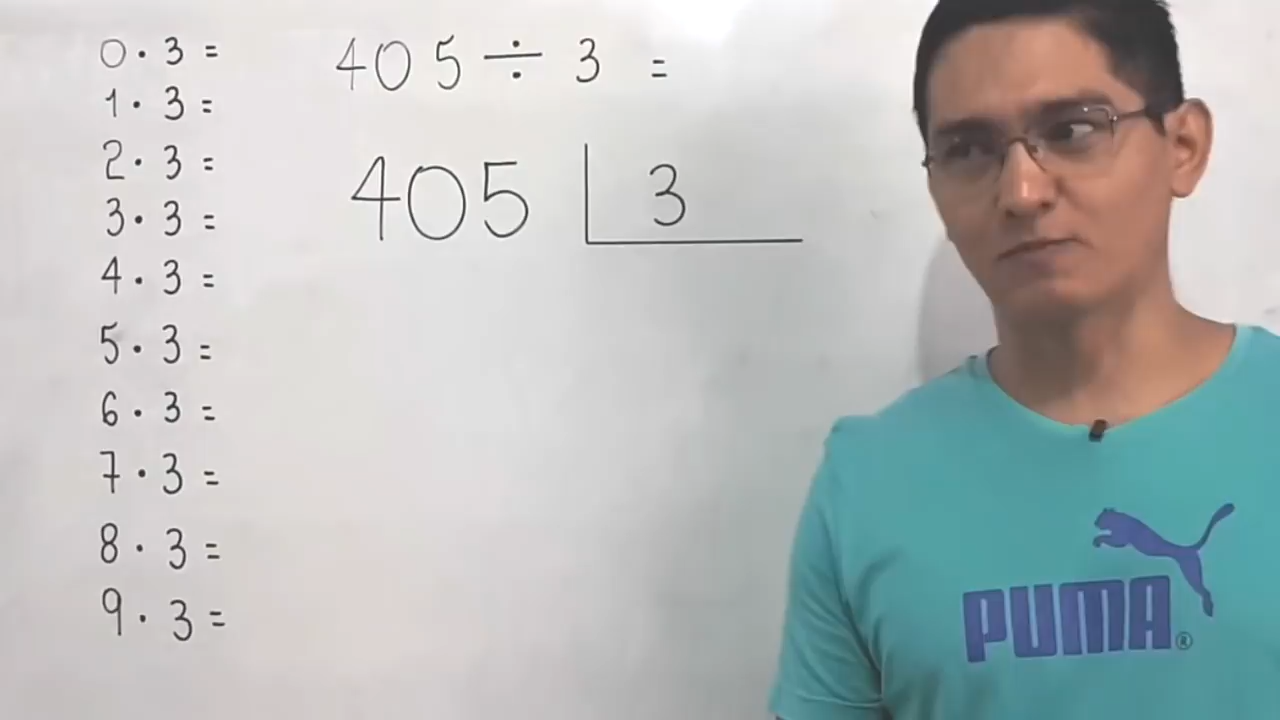 0 · 3 =
1 · 3 =
2 · 3 =
3 · 3 =
4 · 3 =
5 · 3 =
6 · 3 =
7 · 3 =
8 · 3 =
9 · 3 =
405 ÷ 3 =
405 3
PUMA®